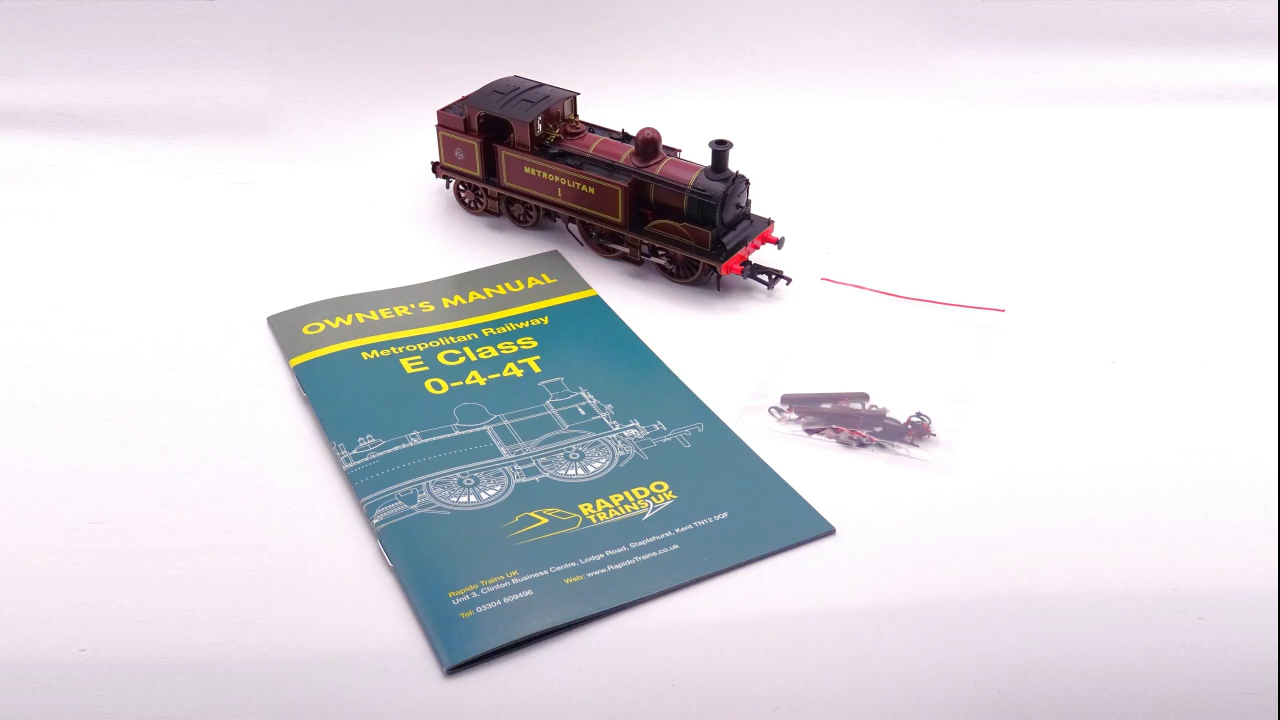 METROPOLITAN
1
OWNER'S MANUAL
Metropolitan Railway
E Class
0-4-4T
RAPIDO
TRAINS UK
Rapido Trains UK
Unit 3, Clinton Business Centre, Lodge Road, Staplehurst, Kent TN12 0QF
Tel: 03304 609496
Web: www.RapidoTrains.co.uk